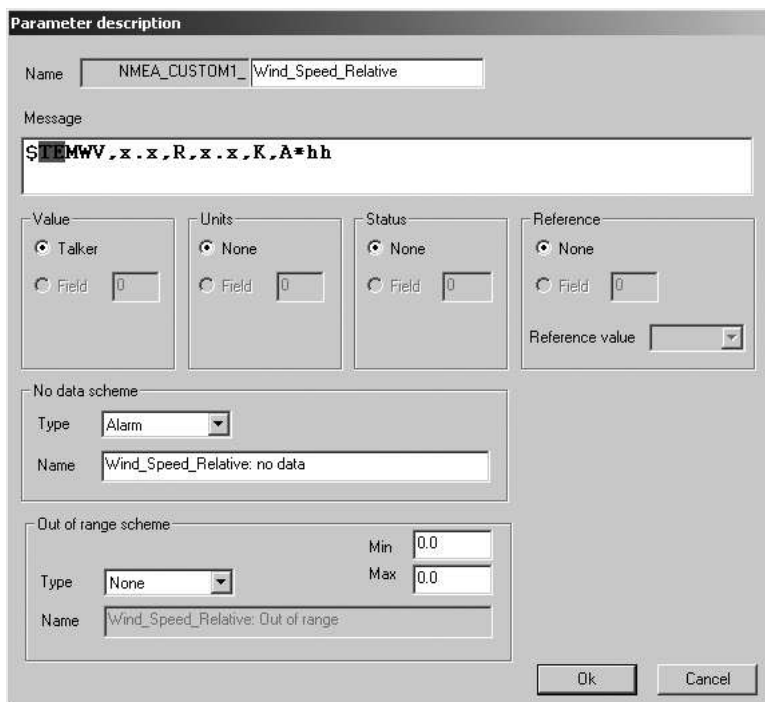 Parameter description
Name NMEA_CUSTOM1_ Wind_Speed_Relative
Message
$TEMWV,x.x,R,x.x,K,A*hh
Value Units Status Reference
Talker None None None
Field 0 Field 0 Field 0 Field 0
Reference value
No data scheme
Type Alarm
Name Wind_Speed_Relative: no data
Out of range scheme
Min 0.0
Type None Max 0.0
Name Wind_Speed_Relative: Out of range
Ok Cancel